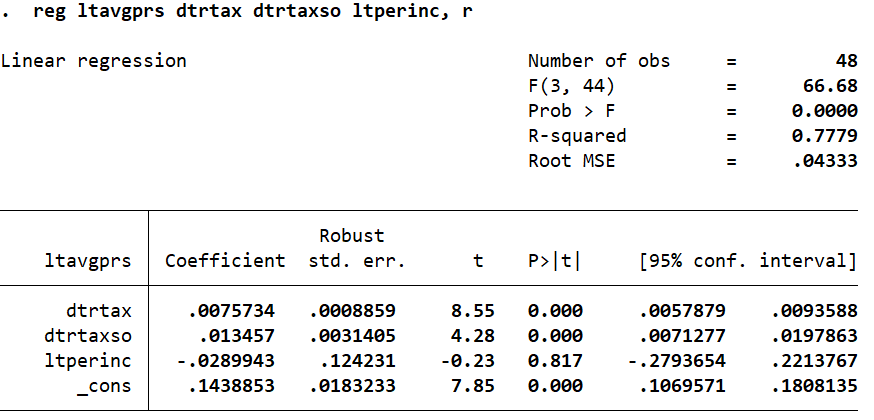 . reg ltavgprs dtrtax dtrtaxso ltperinc, r
Linear regression Number of obs = 48
F(3, 44) = 66.68
Prob > F = 0.0000
R-squared = 0.7779
Root MSE = .04333
Robust
ltavgprs Coefficient std. err. t P>|t| [95% conf. interval]
dtrtax .0075734 .0008859 8.55 0.000 .0057879 .0093588
dtrtaxso .013457 .0031405 4.28 0.000 .0071277 .0197863
ltperinc -.0289943 .124231 -0.23 0.817 -.2793654 .2213767
_cons .1438853 .0183233 7.85 0.000 .1069571 .1808135